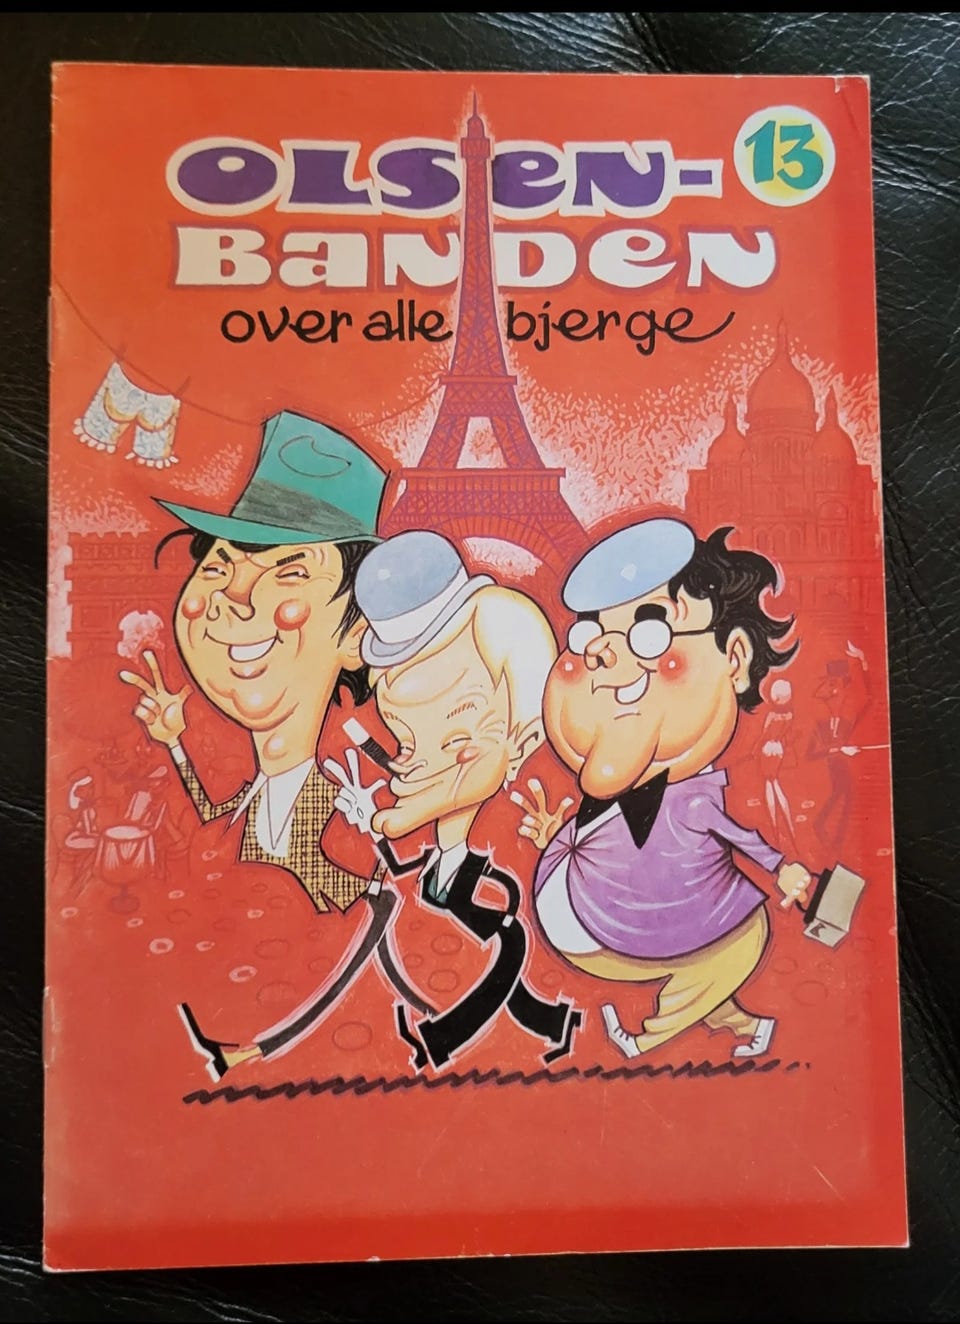 OLSEN-
13
BANDEN
over alle bjerge